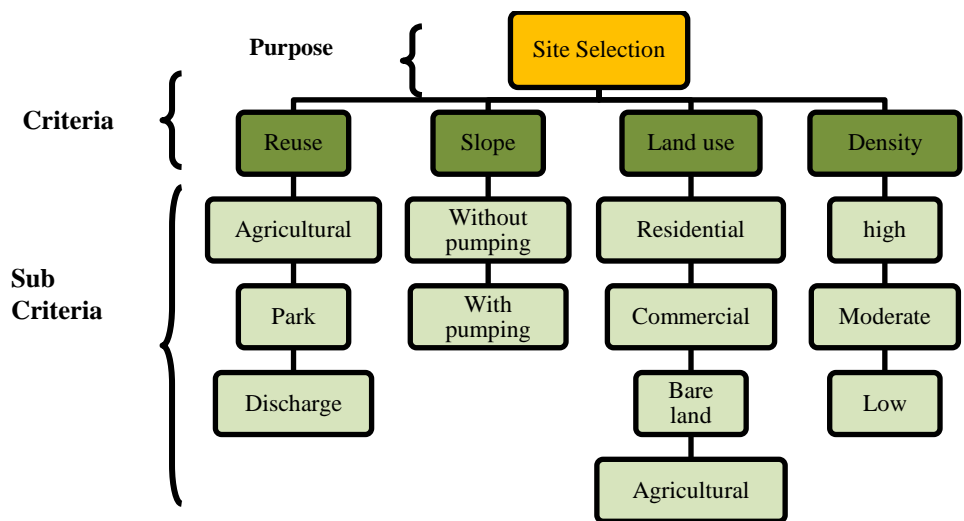 Purpose
Site Selection
Criteria
Reuse
Slope
Land use
Density
Sub
Criteria
Agricultural
Without
pumping
Residential
high
Park
With
pumping
Commercial
Moderate
Discharge
Bare
land
Low
Agricultural